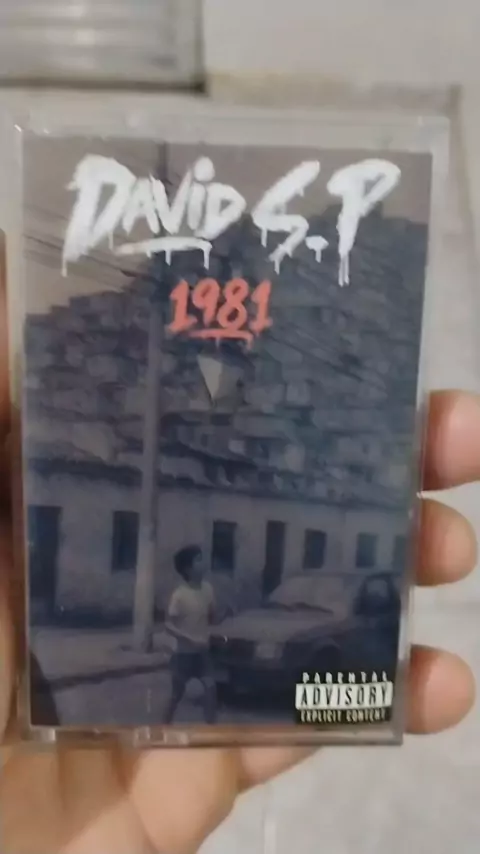 DAVID S.P
1981
PARENTAL
ADVISORY
EXPLICIT CONTENT